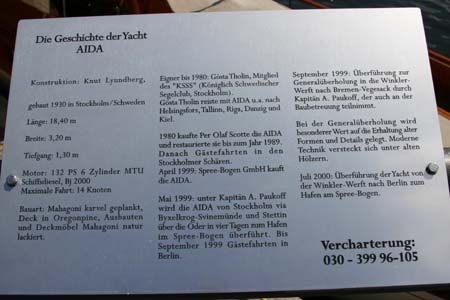 Die Geschichte der Yacht
AIDA
Konstruktion: Knut Lyundberg,
gebaut 1930 in Stockholm/Schweden
Länge: 18,40 m
Breite: 3,20 m
Tiefgang: 1,30 m
Motor: 132 PS 6 Zylinder MTU
Schiffsdiesel, Bj 2000
Maximale Fahrt: 14 Knoten
Bauart: Mahagoni karvel geplankt,
Deck in Oregonpine, Ausbauten
und Deckmöbel Mahagoni natur
lackiert.
Eigner bis 1980: Gösta Tholin, Mitglied
des "KSSS" (Königlich Schwedischer
Segelclub, Stockholm).
Gösta Tholin reiste mit AIDA u.a. nach
Helsingfors, Tallinn, Riga, Danzig und
Kiel.
1980 kaufte Per Olaf Scotte die AIDA
und restaurierte sie bis zum Jahr 1989.
Danach Gästefahrten in den
Stockholmer Schären.
April 1999: Spree-Bogen GmbH kauft
die AIDA.
Mai 1999: unter Kapitän A. Paukoff
wird die AIDA von Stockholm via
Byxelkrog-Svinemünde und Stettin
über die Oder in vier Tagen zum Hafen
im Spree-Bogen überführt. Bis
September 1999 Gästefahrten in
Berlin.
September 1999: Überführung zur
Generalüberholung in die Winkler-
Werft nach Bremen-Vegesack durch
Kapitän A. Paukoff, der auch an der
Baubetreuung teilnimmt.
Bei der Generalüberholung wird
besonderer Wert auf die Erhaltung alter
Formen und Details gelegt. Moderne
Technik versteckt sich unter alten
Hölzern.
Juli 2000: Überführung der Yacht von
der Winkler-Werft nach Berlin zum
Hafen am Spree-Bogen.
Vercharterung:
030 - 399 96-105